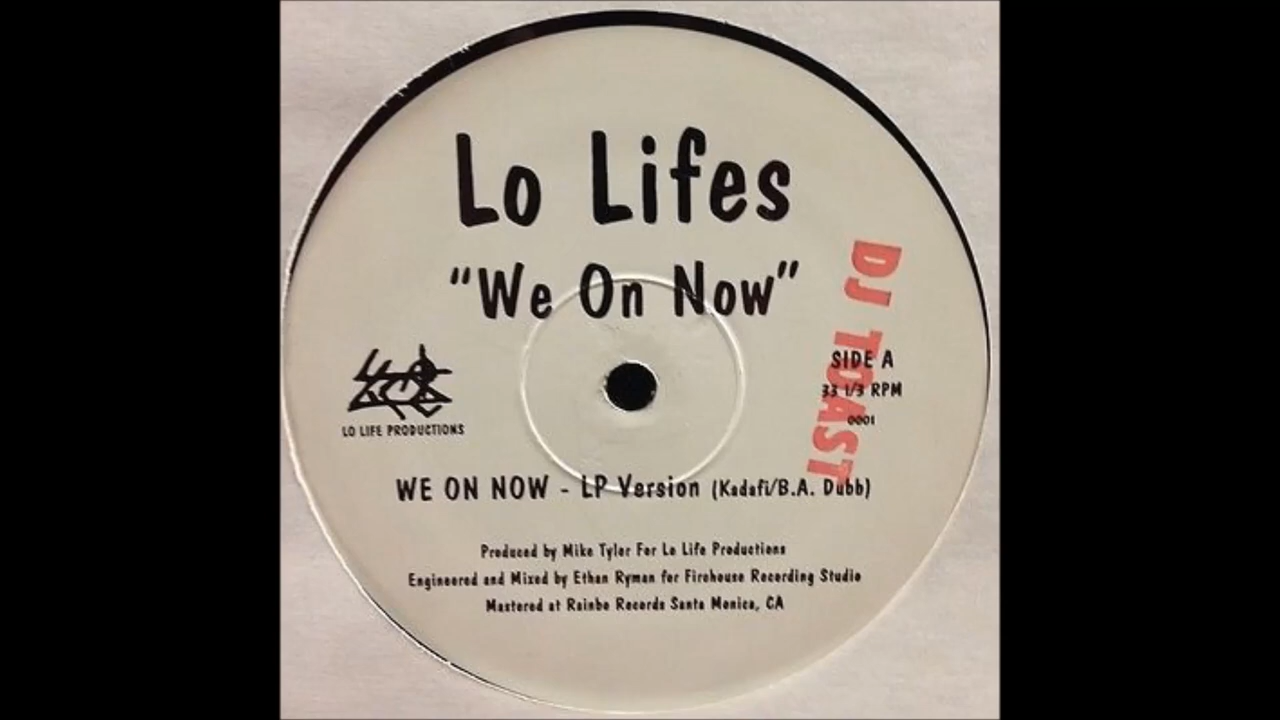 Lo Lifes
"We On Now"
DJ TOAST
SIDE A
33 1/3 RPM
0001
LO LIFE PRODUCTIONS
WE ON NOW - LP Version (Kadafi/B.A. Dubb)
Produced by Mike Tyler For Lo Life Productions
Engineered and Mixed by Ethan Ryman for Firehouse Recording Studio
Mastered at Rainbo Records Santa Monica, CA